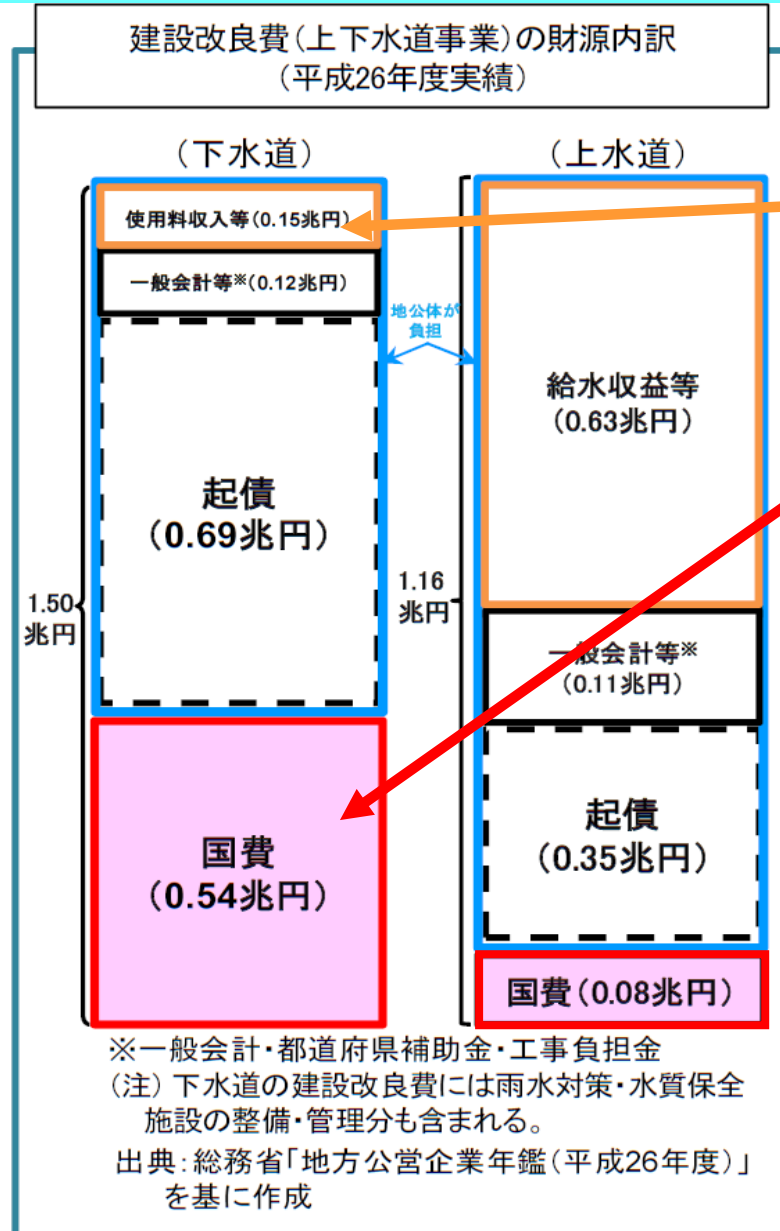 建設改良費(上下水道事業)の財源内訳
(平成26年度実績)
(下水道)
使用料収入等(0.15兆円)
一般会計等※(0.12兆円)
起債
(0.69兆円)
国費
(0.54兆円)
1.50
兆円
地公体が
負担
(上水道)
給水収益等
(0.63兆円)
一般会計等※
(0.11兆円)
起債
(0.35兆円)
国費(0.08兆円)
1.16
兆円
※一般会計・都道府県補助金・工事負担金
(注) 下水道の建設改良費には雨水対策・水質保全
施設の整備・管理分も含まれる。
出典:総務省「地方公営企業年鑑(平成26年度)」
を基に作成